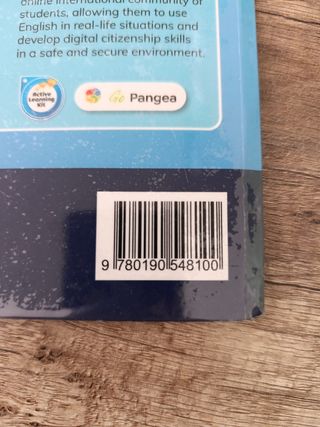 online international community of
students, allowing them to use
English in real-life situations and
develop digital citizenship skills
in a safe and secure environment.
Active
Learning
Kit
Go Pangea
9 780190 548100